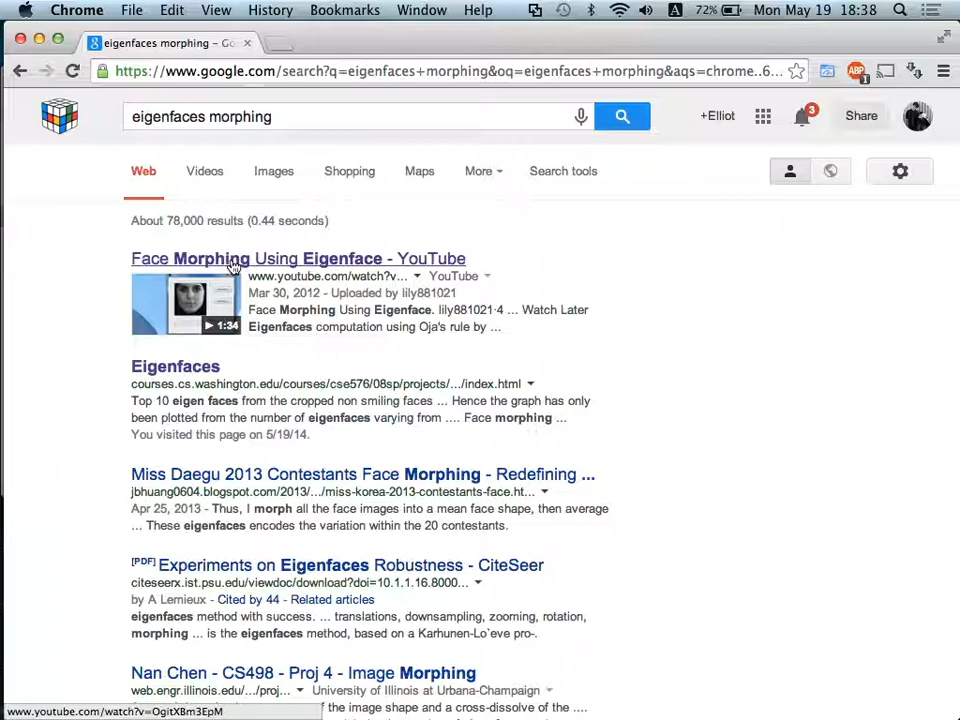 Chrome File Edit View History Bookmarks Window Help A 72% Mon May 19 18:38
eigenfaces morphing - Go
https://www.google.com/search?q=eigenfaces+morphing&oq=eigenfaces+morphing&aqs=chrome..6... ABP 1
eigenfaces morphing +Elliot 3 Share
Web Videos Images Shopping Maps More Search tools
About 78,000 results (0.44 seconds)
Face Morphing Using Eigenface - YouTube
www.youtube.com/watch?v... YouTube
Mar 30, 2012 - Uploaded by lily881021
Face Morphing Using Eigenface. lily881021·4 ... Watch Later
1:34
Eigenfaces computation using Oja's rule by ...
Eigenfaces
courses.cs.washington.edu/courses/cse576/08sp/projects/.../index.html
Top 10 eigen faces from the cropped non smiling faces ... Hence the graph has only
been plotted from the number of eigenfaces varying from .... Face morphing ...
You visited this page on 5/19/14.
Miss Daegu 2013 Contestants Face Morphing - Redefining ...
jbhuang0604.blogspot.com/2013/.../miss-korea-2013-contestants-face.ht...
Apr 25, 2013 - Thus, I morph all the face images into a mean face shape, then average
... These eigenfaces encodes the variation within the 20 contestants.
[PDF] Experiments on Eigenfaces Robustness - CiteSeer
citeseerx.ist.psu.edu/viewdoc/download?doi=10.1.1.16.8000...
by A Lemieux - Cited by 44 - Related articles
eigenfaces method with success. ... translations, downsampling, zooming, rotation,
morphing ... is the eigenfaces method, based on a Karhunen-Lo`eve pro-.
Nan Chen - CS498 - Proj 4 - Image Morphing
web.engr.illinois.edu/.../proj... University of Illinois at Urbana-Champaign
of the image shape and a cross-dissolve of the ....
www.youtube.com/watch?v=OgitXBm3EpM